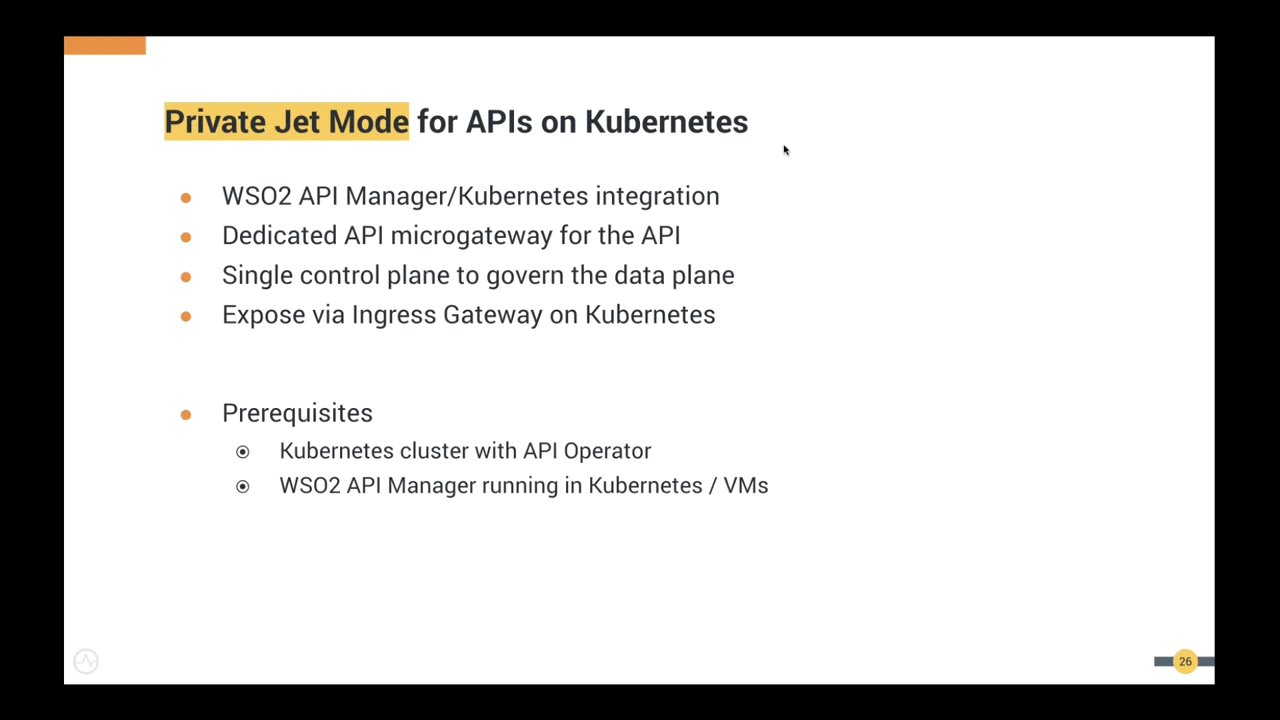 Private Jet Mode for APIs on Kubernetes
WSO2 API Manager/Kubernetes integration
Dedicated API microgateway for the API
Single control plane to govern the data plane
Expose via Ingress Gateway on Kubernetes
Prerequisites
Kubernetes cluster with API Operator
WSO2 API Manager running in Kubernetes / VMs
26